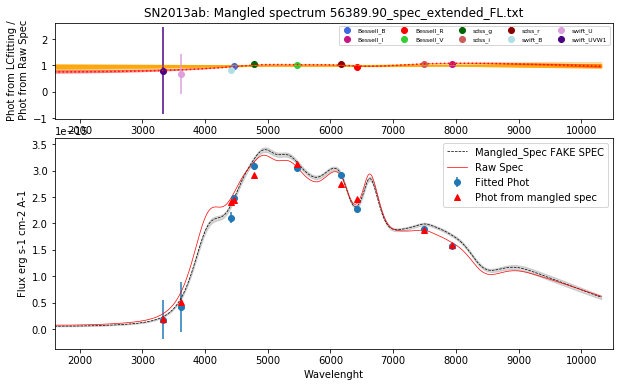 SN2013ab: Mangled spectrum 56389.90_spec_extended_FL.txt
Phot from LCfitting /
Phot from Raw Spec
2
1
0
−1
Bessell_B
Bessell_R
sdss_g
sdss_r
swift_U
Bessell_I
Bessell_V
sdss_i
swift_B
swift_UVW1
2000 3000 4000 5000 6000 7000 8000 9000 10000
Flux erg s-1 cm-2 A-1
3.5
3.0
2.5
2.0
1.5
1.0
0.5
0.0
Mangled_Spec FAKE SPEC
Raw Spec
Fitted Phot
Phot from mangled spec
2000 3000 4000 5000 6000 7000 8000 9000 10000
Wavelenght